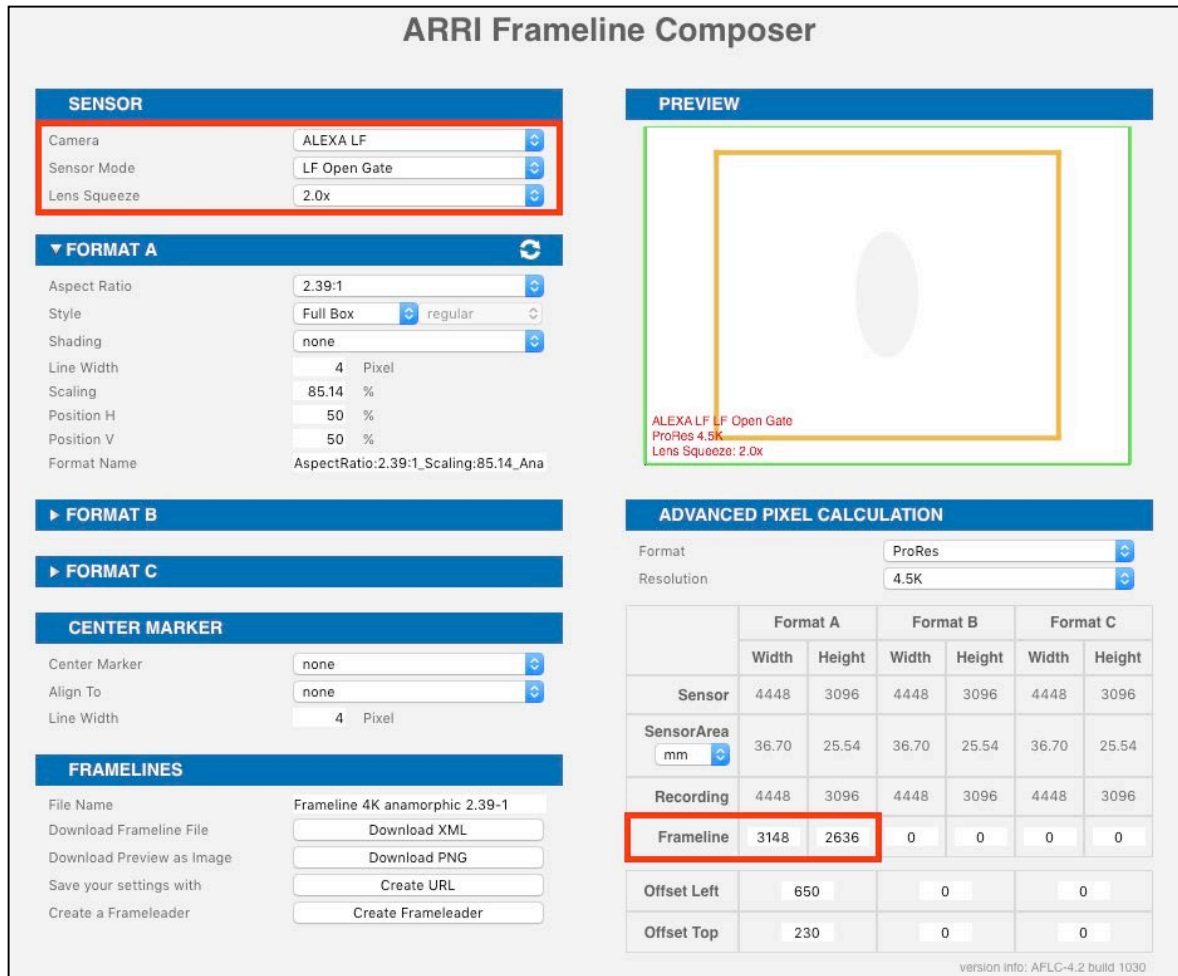 ARRI Frameline Composer
SENSOR
Camera ALEXA LF
Sensor Mode LF Open Gate
Lens Squeeze 2.0x
▼ FORMAT A
Aspect Ratio 2.39:1
Style Full Box regular
Shading none
Line Width 4 Pixel
Scaling 85.14 %
Position H 50 %
Position V 50 %
Format Name AspectRatio:2.39:1_Scaling:85.14_Ana
▶ FORMAT B
▶ FORMAT C
CENTER MARKER
Center Marker none
Align To none
Line Width 4 Pixel
FRAMELINES
File Name Frameline 4K anamorphic 2.39-1
Download Frameline File Download XML
Download Preview as Image Download PNG
Save your settings with Create URL
Create a Frameleader Create Frameleader
PREVIEW
ALEXA LF LF Open Gate
ProRes 4.5K
Lens Squeeze: 2.0x
ADVANCED PIXEL CALCULATION
Format ProRes
Resolution 4.5K
Format A Format B Format C
Width Height Width Height Width Height
Sensor 4448 3096 4448 3096 4448 3096
SensorArea
mm 36.70 25.54 36.70 25.54 36.70 25.54
Recording 4448 3096 4448 3096 4448 3096
Frameline 3148 2636 0 0 0 0
Offset Left 650 0 0
Offset Top 230 0 0
version info: AFLC-4.2 build 1030